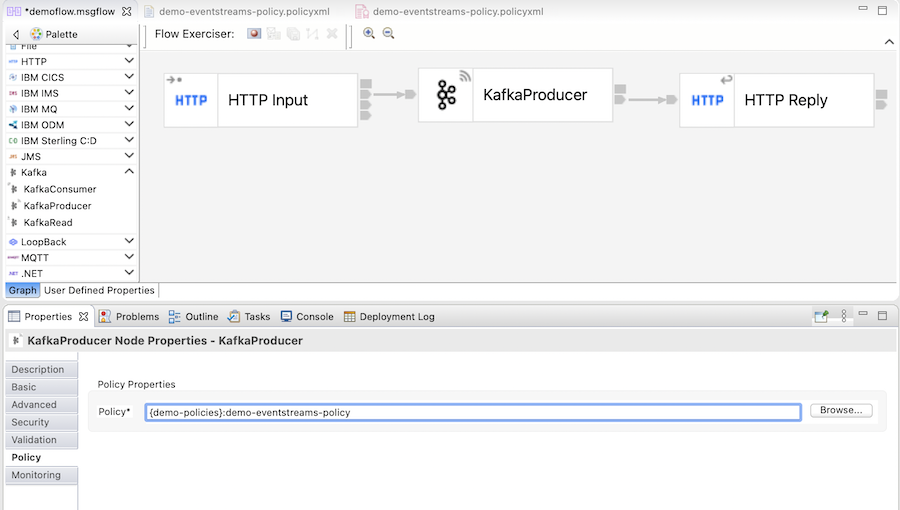 *demoflow.msgflow
demo-eventstreams-policy.policyxml
demo-eventstreams-policy.policyxml
Palette
Flow Exerciser:
File
HTTP
IBM CICS
IBM IMS
IBM MQ
IBM ODM
IBM Sterling C:D
JMS
Kafka
KafkaConsumer
KafkaProducer
KafkaRead
LoopBack
MQTT
.NET
HTTP
HTTP Input
KafkaProducer
HTTP
HTTP Reply
Graph
User Defined Properties
Properties
Problems
Outline
Tasks
Console
Deployment Log
KafkaProducer Node Properties - KafkaProducer
Description
Basic
Advanced
Security
Validation
Policy
Monitoring
Policy Properties
Policy*
{demo-policies}:demo-eventstreams-policy
Browse...